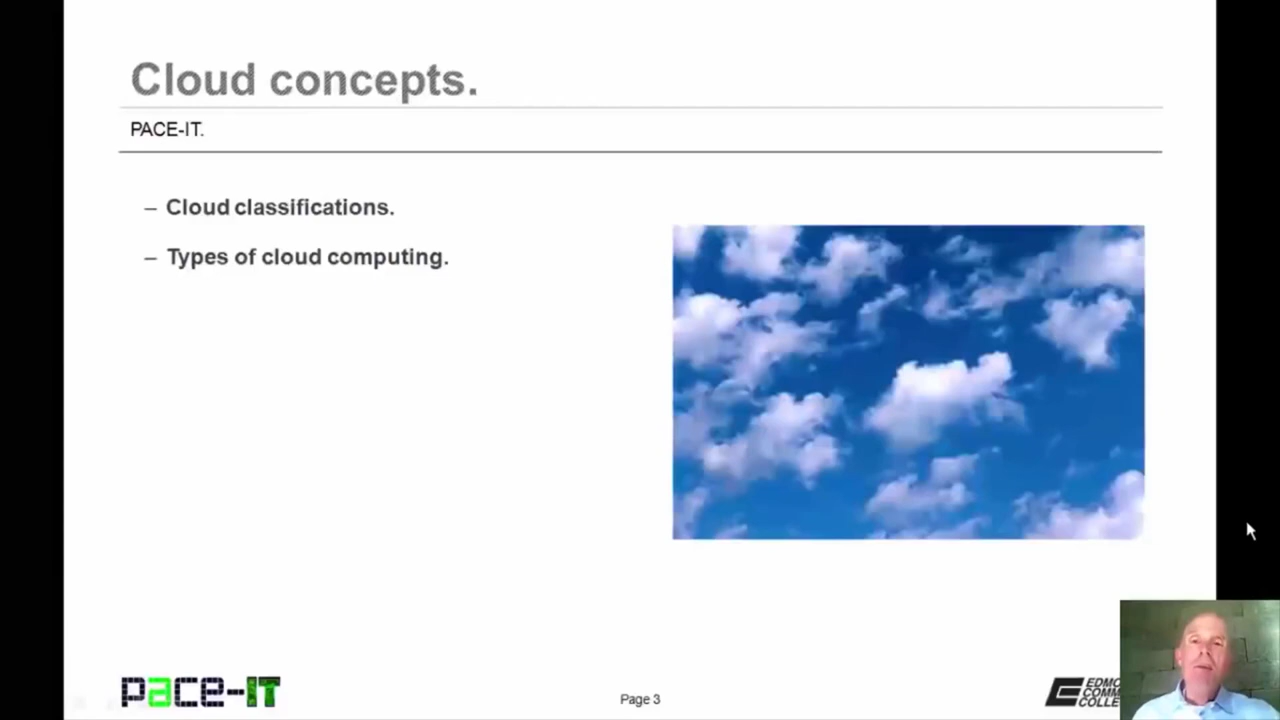 Cloud concepts.
PACE-IT.
– Cloud classifications.
– Types of cloud computing.
pace-IT
Page 3